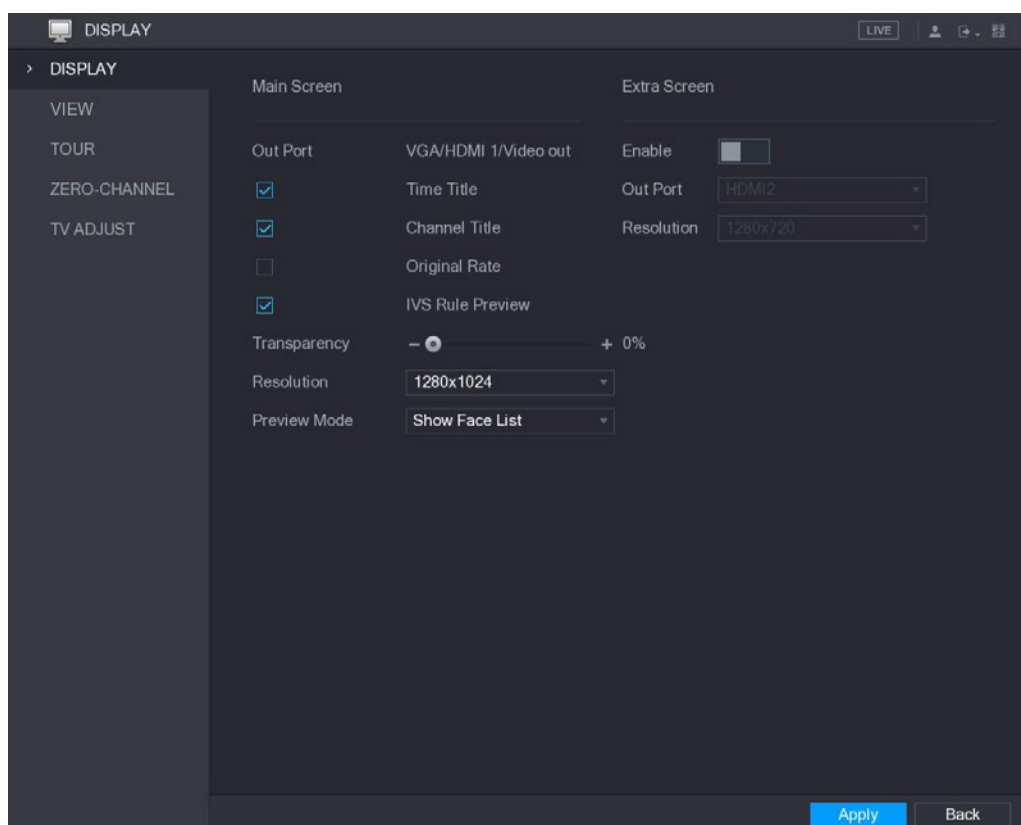 DISPLAY
LIVE
DISPLAY
VIEW
TOUR
ZERO-CHANNEL
TV ADJUST
Main Screen
Extra Screen
Out Port VGA/HDMI 1/Video out Enable
Time Title Out Port HDMI2
Channel Title Resolution 1280x720
Original Rate
IVS Rule Preview
Transparency − + 0%
Resolution 1280x1024
Preview Mode Show Face List
Apply Back